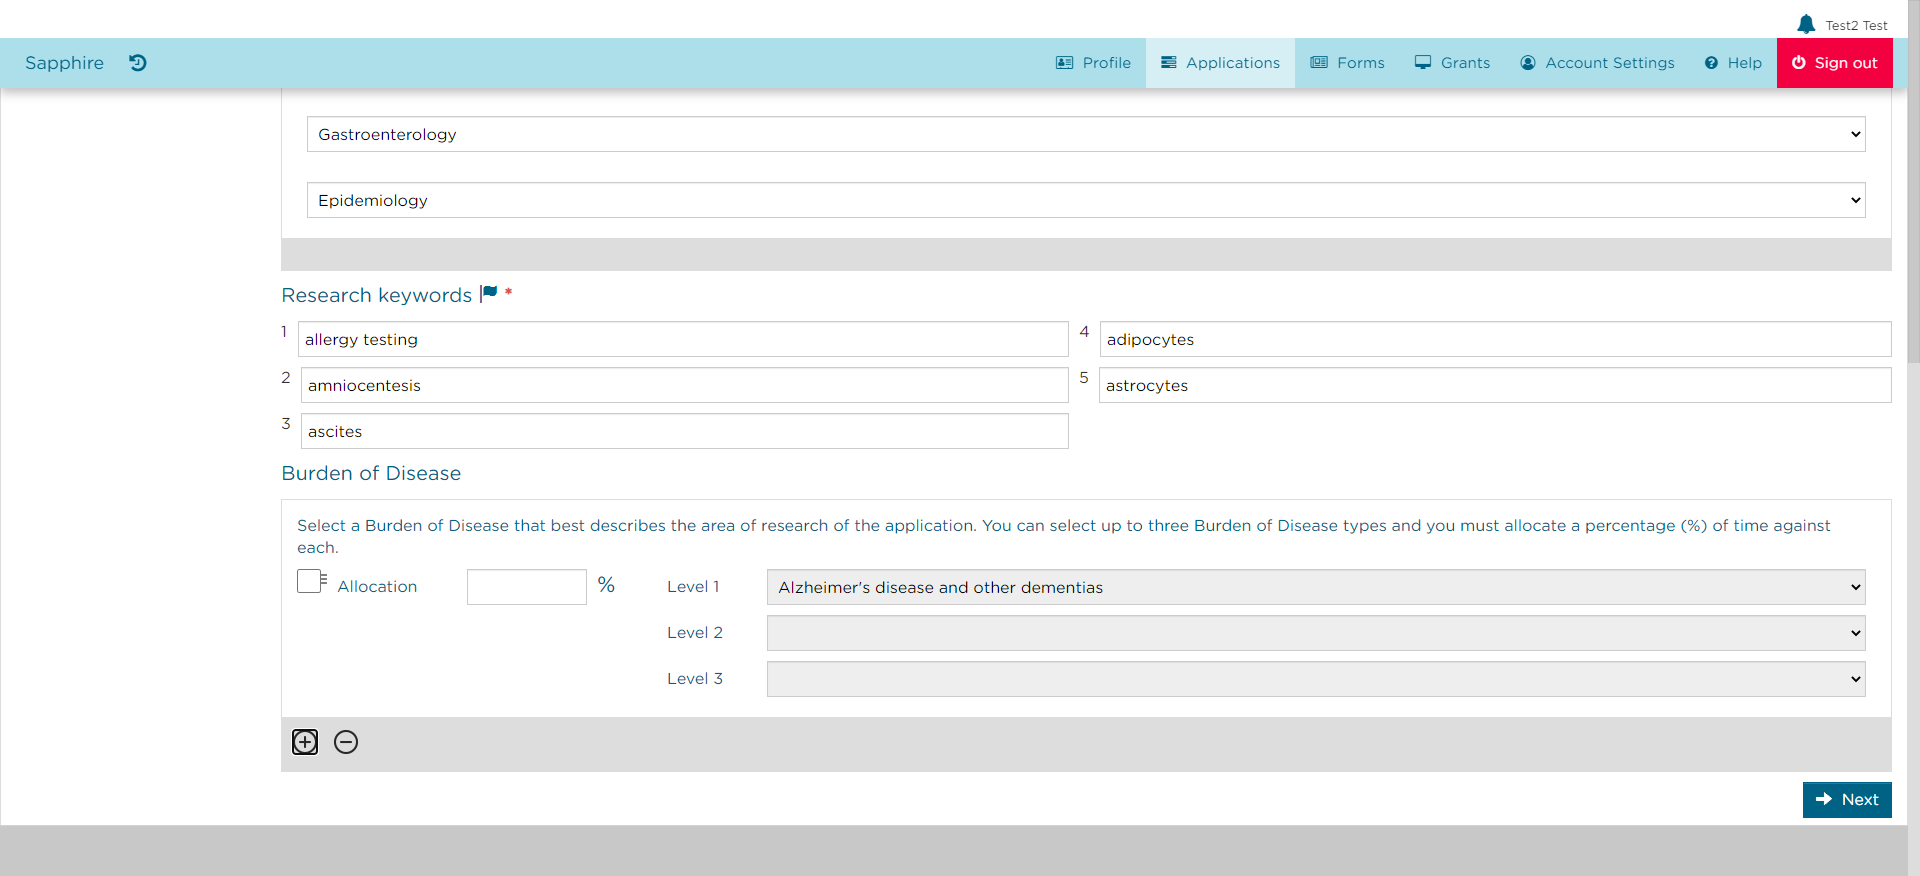 Test2 Test
Sapphire Profile Applications Forms Grants Account Settings Help Sign out
Gastroenterology
Epidemiology
Research keywords *
1 allergy testing 4 adipocytes
2 amniocentesis 5 astrocytes
3 ascites
Burden of Disease
Select a Burden of Disease that best describes the area of research of the application. You can select up to three Burden of Disease types and you must allocate a percentage (%) of time against
each.
Allocation % Level 1 Alzheimer's disease and other dementias
Level 2
Level 3
Next